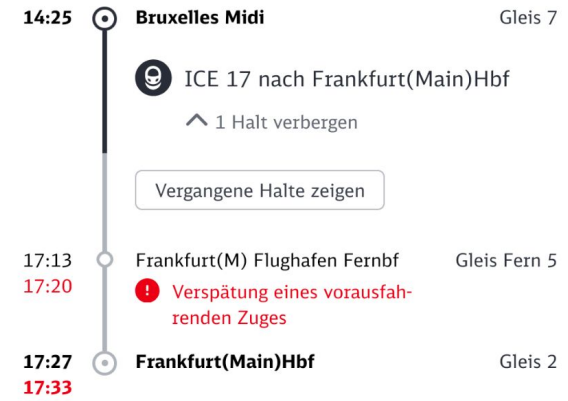 14:25 Bruxelles Midi Gleis 7
ICE 17 nach Frankfurt(Main)Hbf
1 Halt verbergen
Vergangene Halte zeigen
17:13 Frankfurt(M) Flughafen Fernbf Gleis Fern 5
17:20 ! Verspätung eines vorausfah-
renden Zuges
17:27 Frankfurt(Main)Hbf Gleis 2
17:33